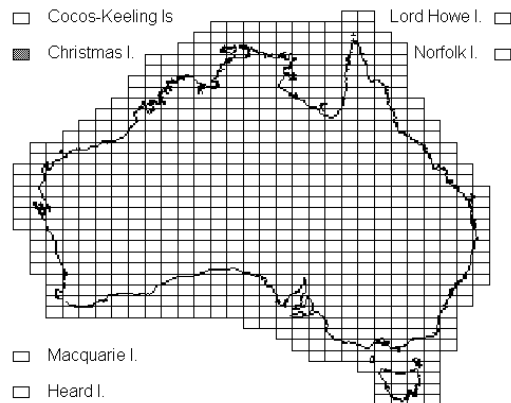 Cocos-Keeling Is
Lord Howe I.
Christmas I.
Norfolk I.
Macquarie I.
Heard I.